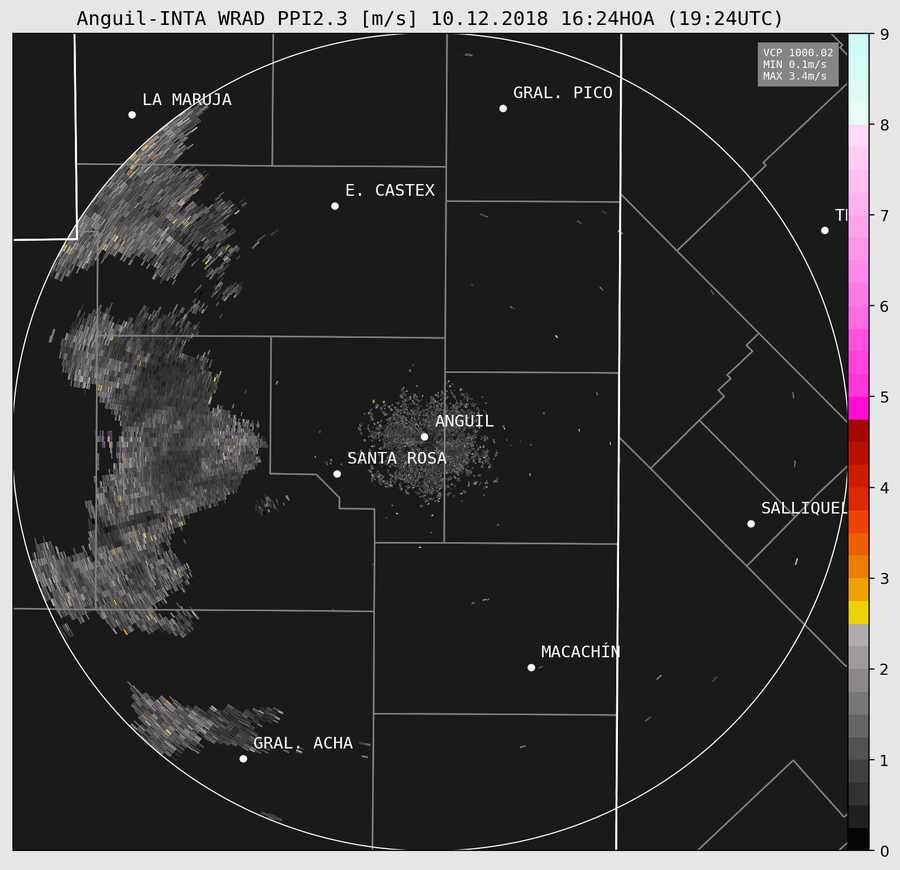 Anguil-INTA WRAD PPI2.3 [m/s] 10.12.2018 16:24HOA (19:24UTC)
VCP 1000.02
MIN 0.1m/s
MAX 3.4m/s
LA MARUJA
GRAL. PICO
E. CASTEX
ANGUIL
SANTA ROSA
SALLIQUEL
MACACHÍN
GRAL. ACHA
9
8
7
6
5
4
3
2
1
0